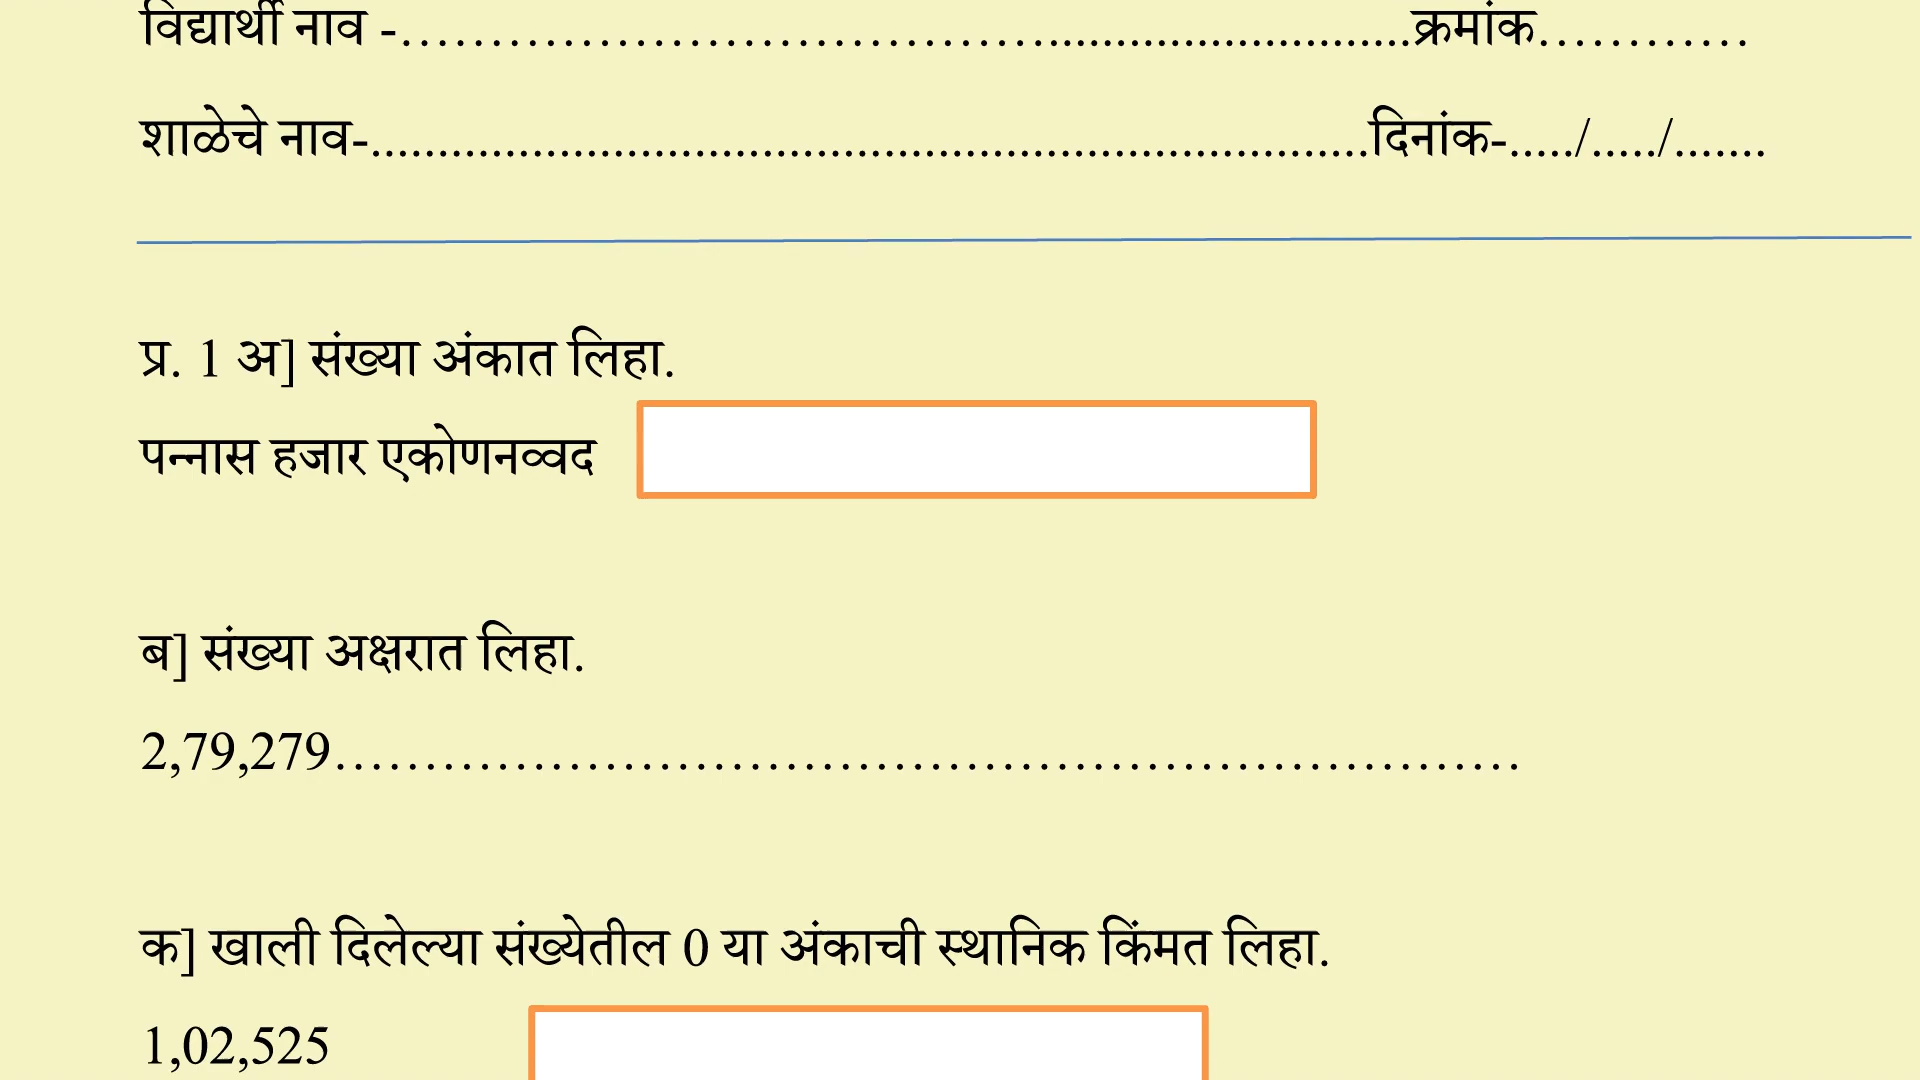 विद्यार्थी नाव -……………………………….............................क्रमांक…………
शाळेचे नाव-..........................................................................दिनांक-...../...../.......
प्र. 1 अ] संख्या अंकात लिहा.
पन्नास हजार एकोणनव्वद
ब] संख्या अक्षरात लिहा.
2,79,279…………………………………………………………
क] खाली दिलेल्या संख्येतील 0 या अंकाची स्थानिक किंमत लिहा.
1,02,525